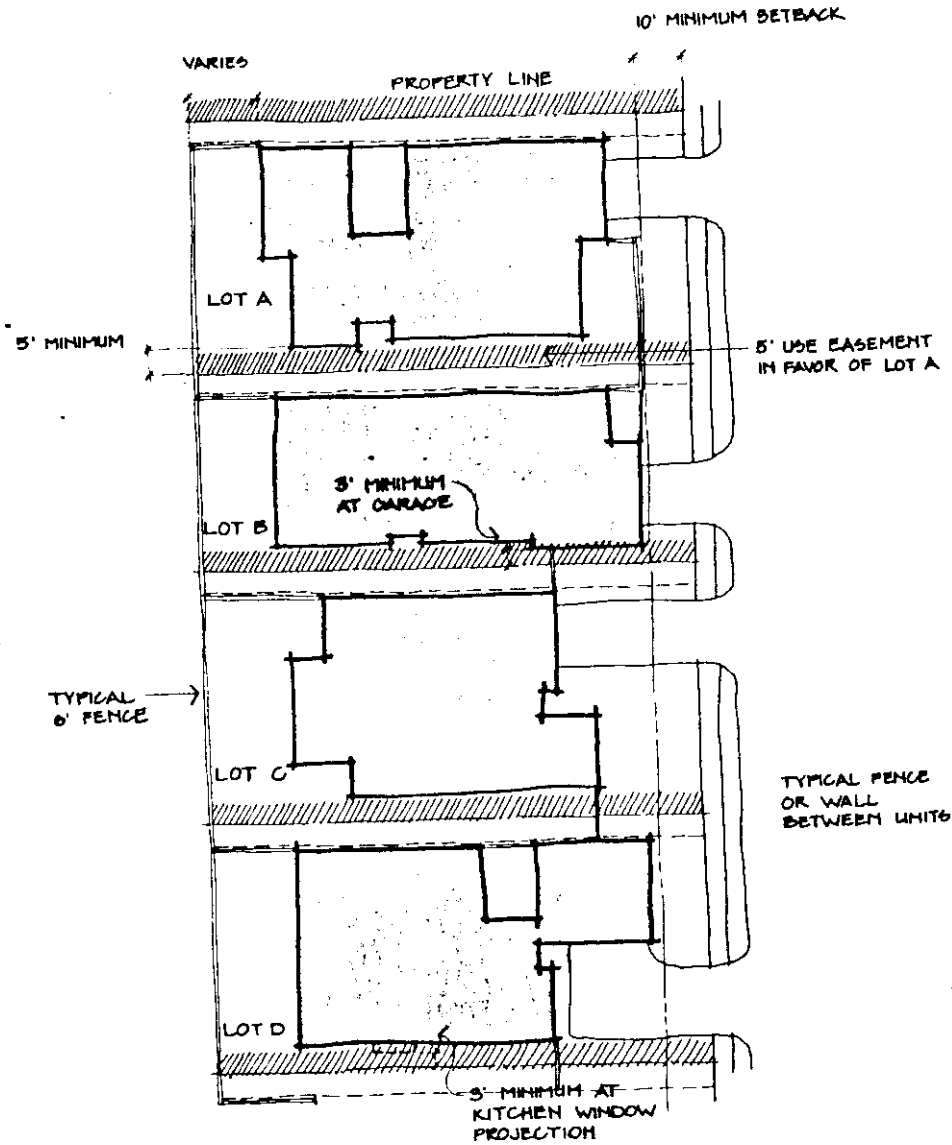 10' MINIMUM SETBACK
VARIES
PROPERTY LINE
LOT A
5' MINIMUM
5' USE EASEMENT
IN FAVOR OF LOT A
3' MINIMUM
AT GARAGE
LOT B
TYPICAL
6' FENCE
LOT C
TYPICAL FENCE
OR WALL
BETWEEN UNITS
LOT D
3' MINIMUM AT
KITCHEN WINDOW
PROJECTION